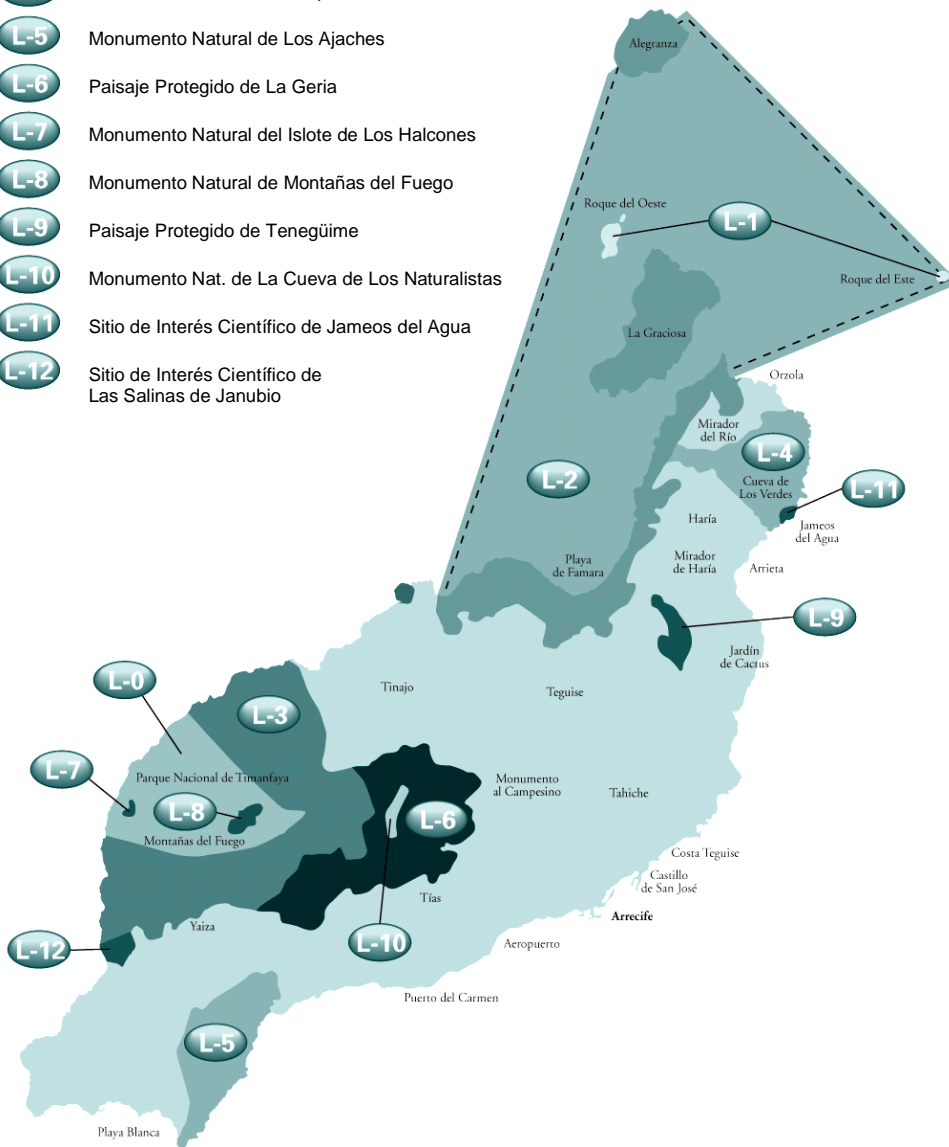 L-5 Monumento Natural de Los Ajaches
L-6 Paisaje Protegido de La Geria
L-7 Monumento Natural del Islote de Los Halcones
L-8 Monumento Natural de Montañas del Fuego
L-9 Paisaje Protegido de Tenegüime
L-10 Monumento Nat. de La Cueva de Los Naturalistas
L-11 Sitio de Interés Científico de Jameos del Agua
L-12 Sitio de Interés Científico de
Las Salinas de Janubio
Alegranza
Roque del Oeste
L-1
Roque del Este
La Graciosa
Orzola
Mirador
del Río
L-4
L-2
Cueva de
Los Verdes
L-11
Haría
Jameos
del Agua
Playa
de Famara
Mirador
de Haría
Arrieta
L-9
Jardín
de Cactus
L-0
Tinajo
Teguise
L-3
L-7
Parque Nacional de Timanfaya
Monumento
al Campesino
Tahiche
L-8
L-6
Montañas del Fuego
Costa Teguise
Castillo
de San José
Tías
Arrecife
Yaiza
L-12
L-10
Aeropuerto
Puerto del Carmen
L-5
Playa Blanca